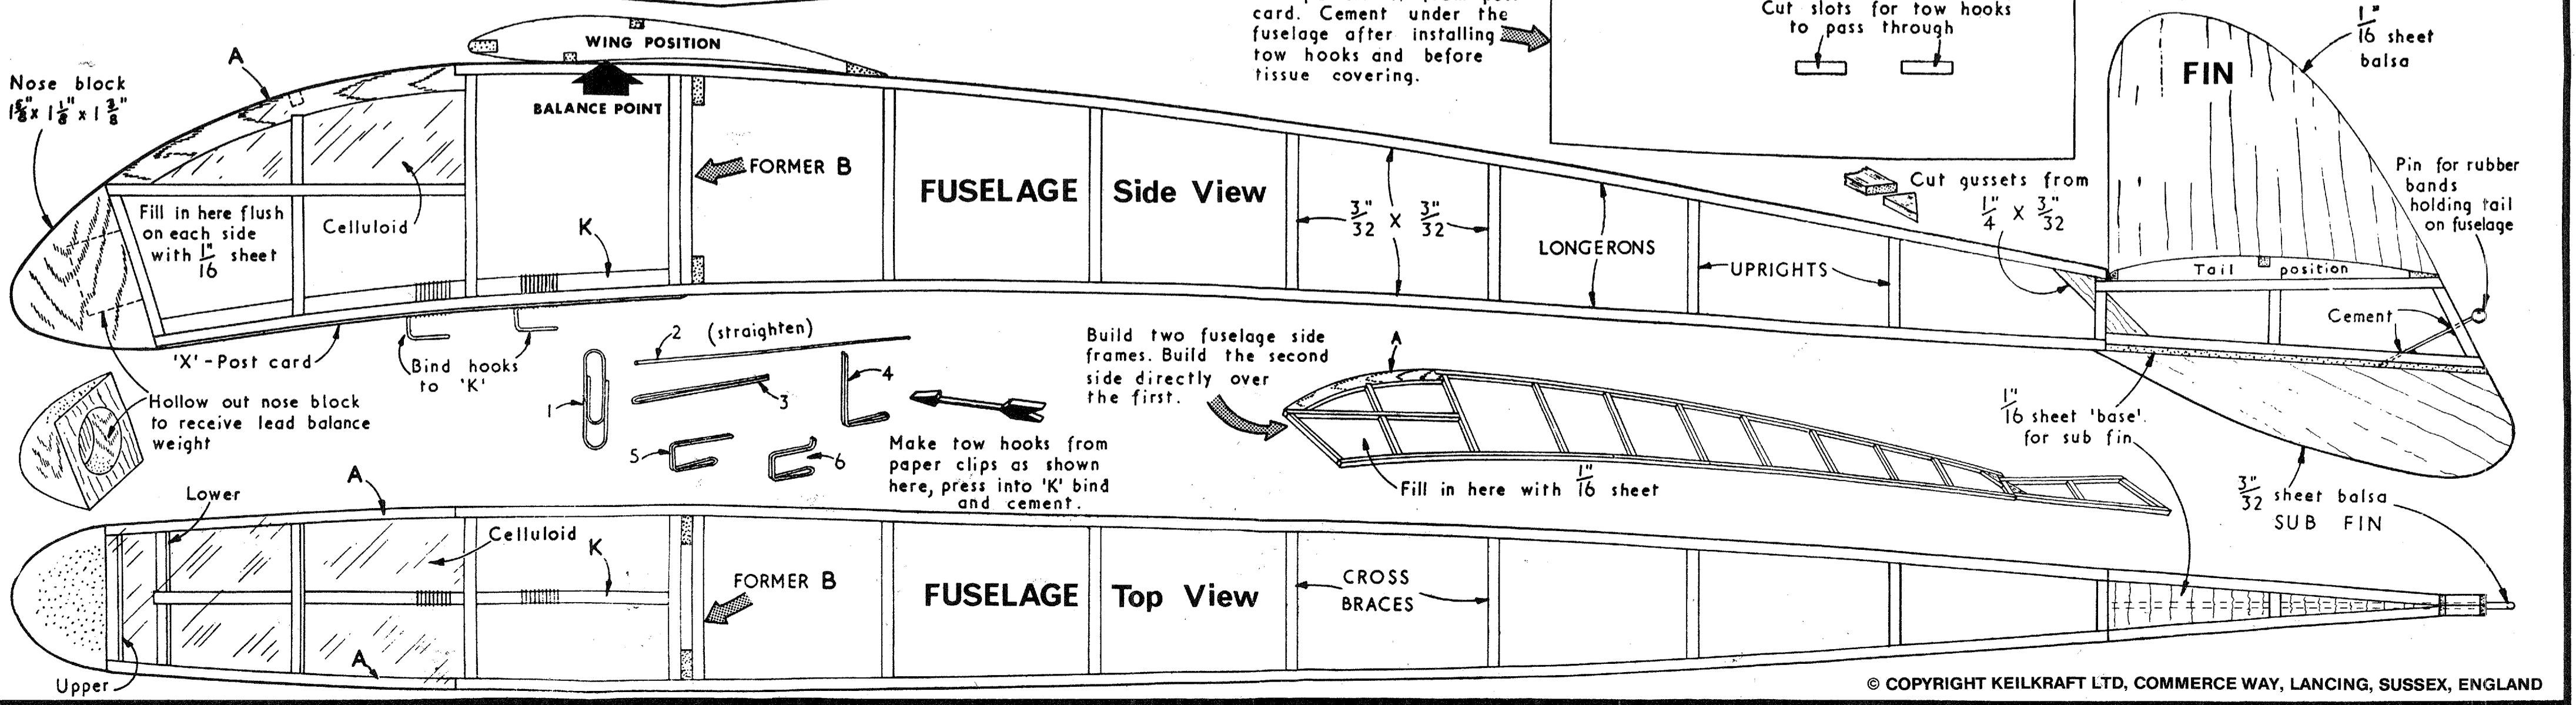 card. Cement under the
fuselage after installing
tow hooks and before
tissue covering.
Cut slots for tow hooks
to pass through
1"
16 sheet
balsa
FIN
WING POSITION
BALANCE POINT
A
Nose block
1 5/8" x 1 1/8" x 1 3/8"
FORMER B
FUSELAGE Side View
3/32" X 3/32"
LONGERONS
UPRIGHTS
Cut gussets from
1/4" X 3/32"
Pin for rubber
bands
holding tail
on fuselage
Tail position
Cement
Fill in here flush
on each side
with 1/16" sheet
Celluloid
K
'X'-Post card
Bind hooks
to 'K'
Hollow out nose block
to receive lead balance
weight
1
2 (straighten)
3
4
5
6
Make tow hooks from
paper clips as shown
here, press into 'K' bind
and cement.
Build two fuselage side
frames. Build the second
side directly over
the first.
A
Fill in here with 1/16" sheet
1/16" sheet 'base'
for sub fin
3/32" sheet balsa
SUB FIN
Lower
A
Celluloid
K
FORMER B
FUSELAGE Top View
CROSS
BRACES
A
Upper
© COPYRIGHT KEILKRAFT LTD, COMMERCE WAY, LANCING, SUSSEX, ENGLAND